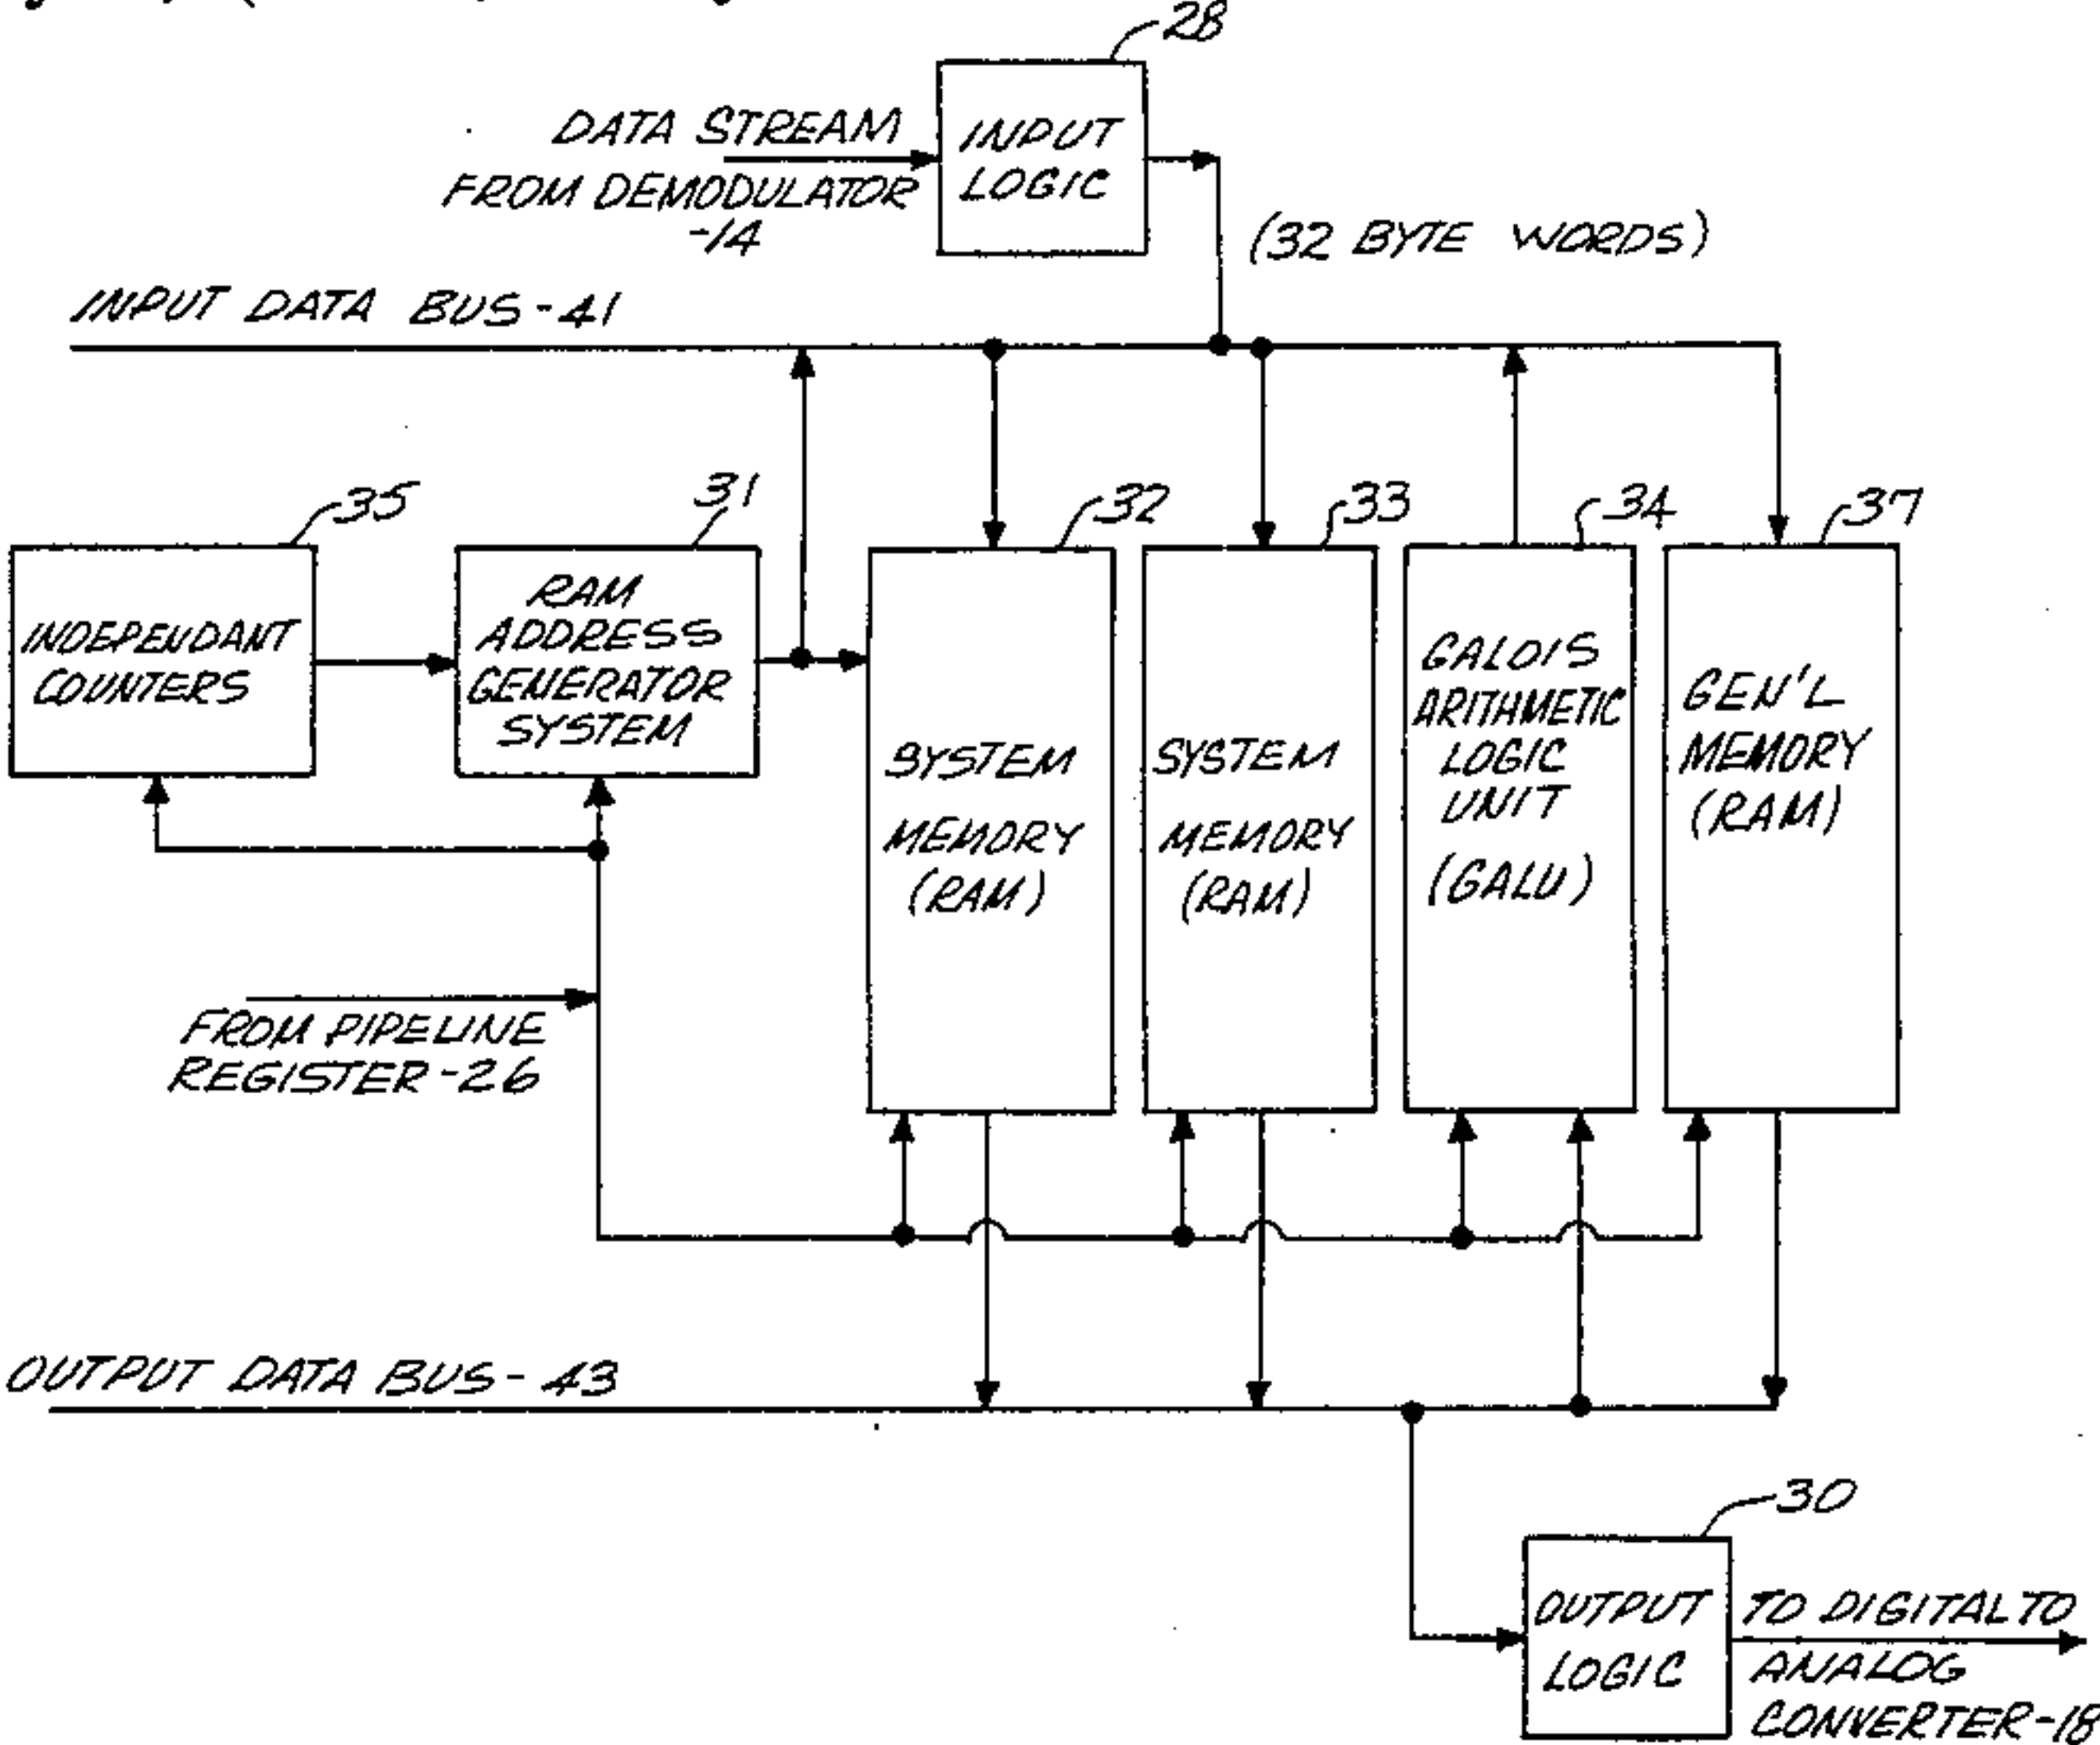 28
DATA STREAM
FROM DEMODULATOR
-14
INPUT
LOGIC
(32 BYTE WORDS)
INPUT DATA BUS-41
35
31
32
33
34
37
INDEPENDANT
COUNTERS
RAM
ADDRESS
GENERATOR
SYSTEM
SYSTEM
MEMORY
(RAM)
SYSTEM
MEMORY
(RAM)
GALOIS
ARITHMETIC
LOGIC
UNIT
(GALU)
GEN'L
MEMORY
(RAM)
FROM PIPELINE
REGISTER-26
OUTPUT DATA BUS-43
30
OUTPUT
LOGIC
TO DIGITAL TO
ANALOG
CONVERTER-18